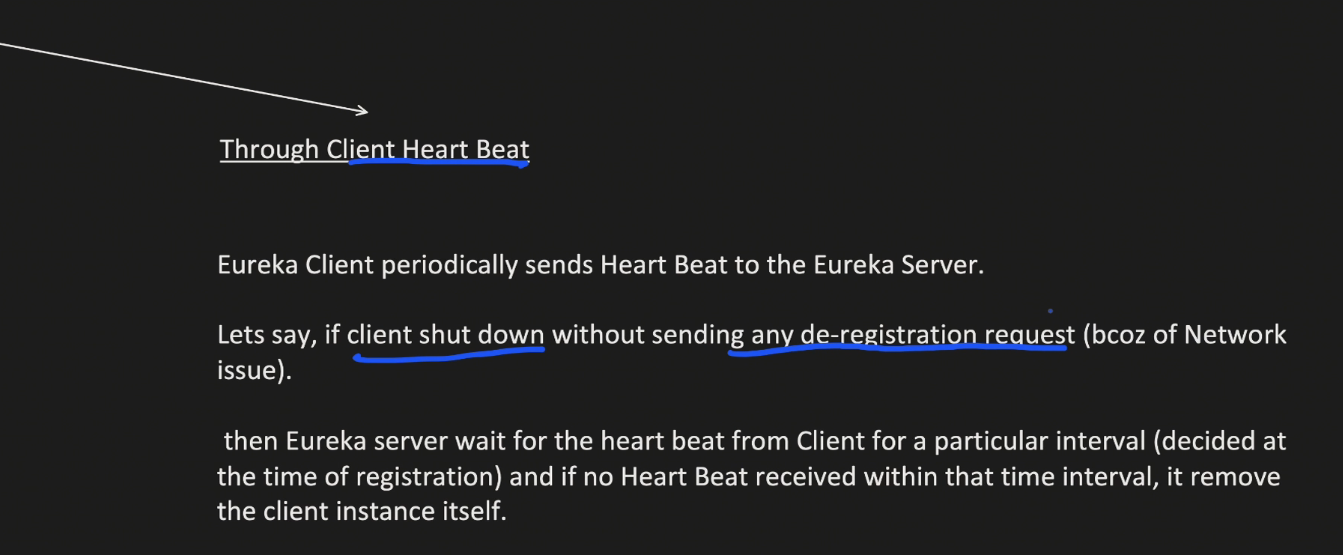 Through Client Heart Beat
Eureka Client periodically sends Heart Beat to the Eureka Server.
Lets say, if client shut down without sending any de-registration request (bcoz of Network
issue).
then Eureka server wait for the heart beat from Client for a particular interval (decided at
the time of registration) and if no Heart Beat received within that time interval, it remove
the client instance itself.